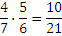 4/7 · 5/6 = 10/21